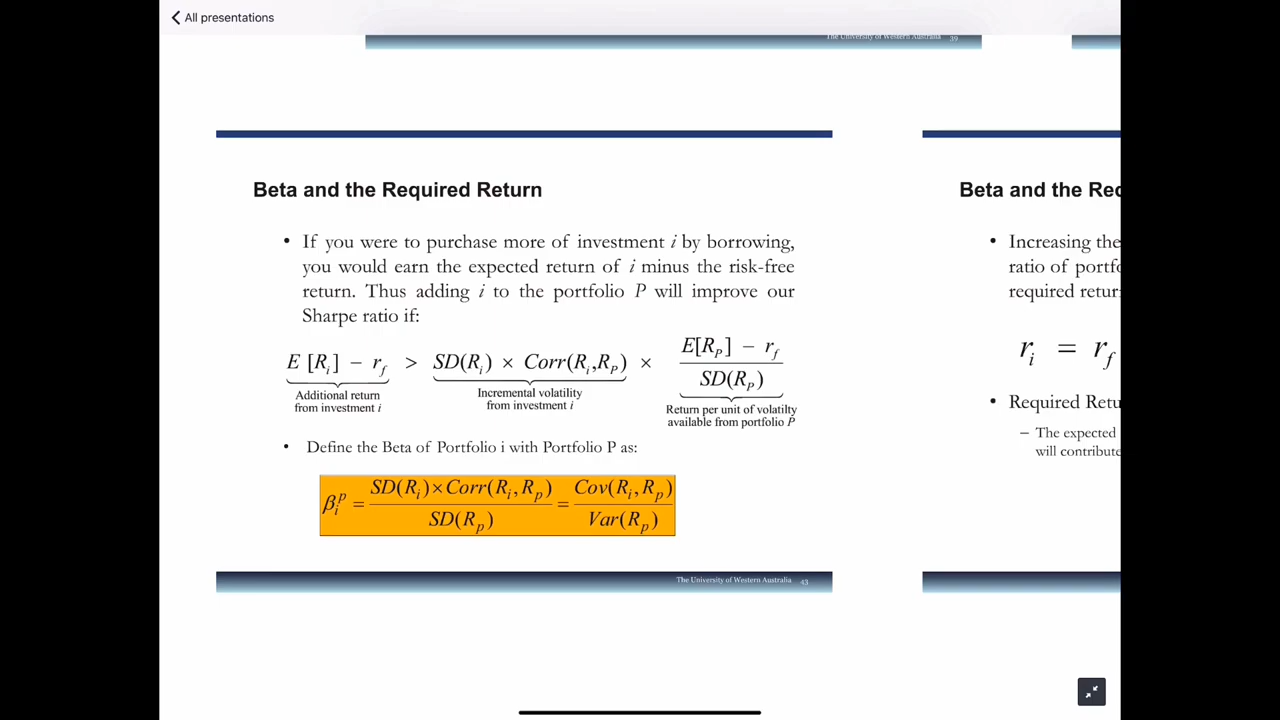 All presentations
The University of Western Australia 39
Beta and the Required Return
• If you were to purchase more of investment i by borrowing,
you would earn the expected return of i minus the risk-free
return. Thus adding i to the portfolio P will improve our
Sharpe ratio if:
E [R_i] − r_f > SD(R_i) × Corr(R_i,R_P) × (E[R_P] − r_f) / SD(R_P)
Additional return
from investment i
Incremental volatility
from investment i
Return per unit of volatilty
available from portfolio P
• Define the Beta of Portfolio i with Portfolio P as:
β_i^p = SD(R_i)×Corr(R_i,R_p) / SD(R_p) = Cov(R_i,R_p) / Var(R_p)
The University of Western Australia 43
Beta and the Rec
• Increasing the
ratio of portfo
required retur
r_i = r_f
• Required Retu
– The expected
will contribute